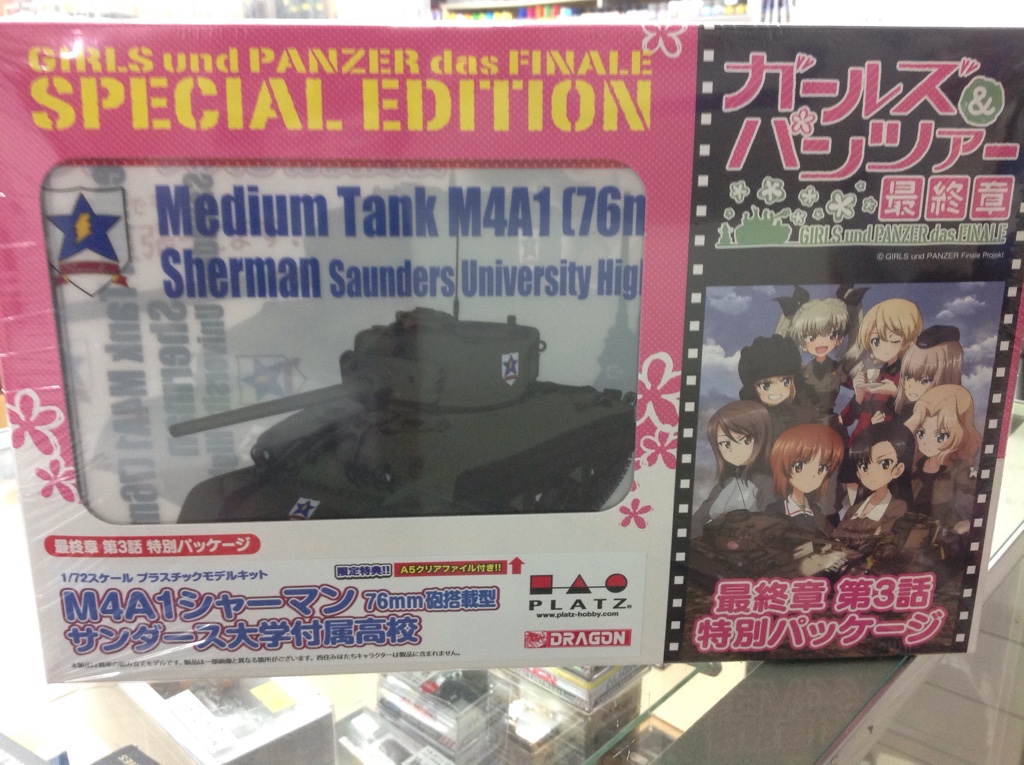 GIRLS und PANZER das FINALE
SPECIAL EDITION
Medium Tank M4A1 (76m
Sherman Saunders University Hig
最終章 第3話 特別パッケージ
1/72スケール プラスチックモデルキット
限定特典!! A5クリアファイル付き!!
M4A1シャーマン 76mm砲搭載型
サンダース大学付属高校
PLATZ
www.platz-hobby.com
DRAGON
ガールズ&
パンツァー
最終章
GIRLS und PANZER das FINALE
© GIRLS und PANZER Finale Projekt
最終章 第3話
特別パッケージ